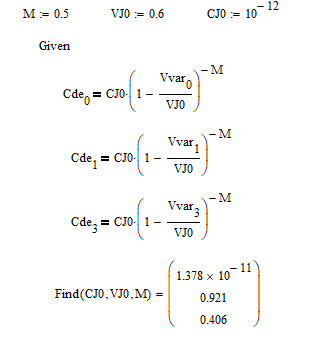 M := 0.5 VJ0 := 0.6 CJ0 := 10^-12
Given
Cde_0 = CJ0·(1 - Vvar_0/VJ0)^-M
Cde_1 = CJ0·(1 - Vvar_1/VJ0)^-M
Cde_3 = CJ0·(1 - Vvar_3/VJ0)^-M
Find(CJ0,VJ0,M) = (1.378 × 10^-11
0.921
0.406)